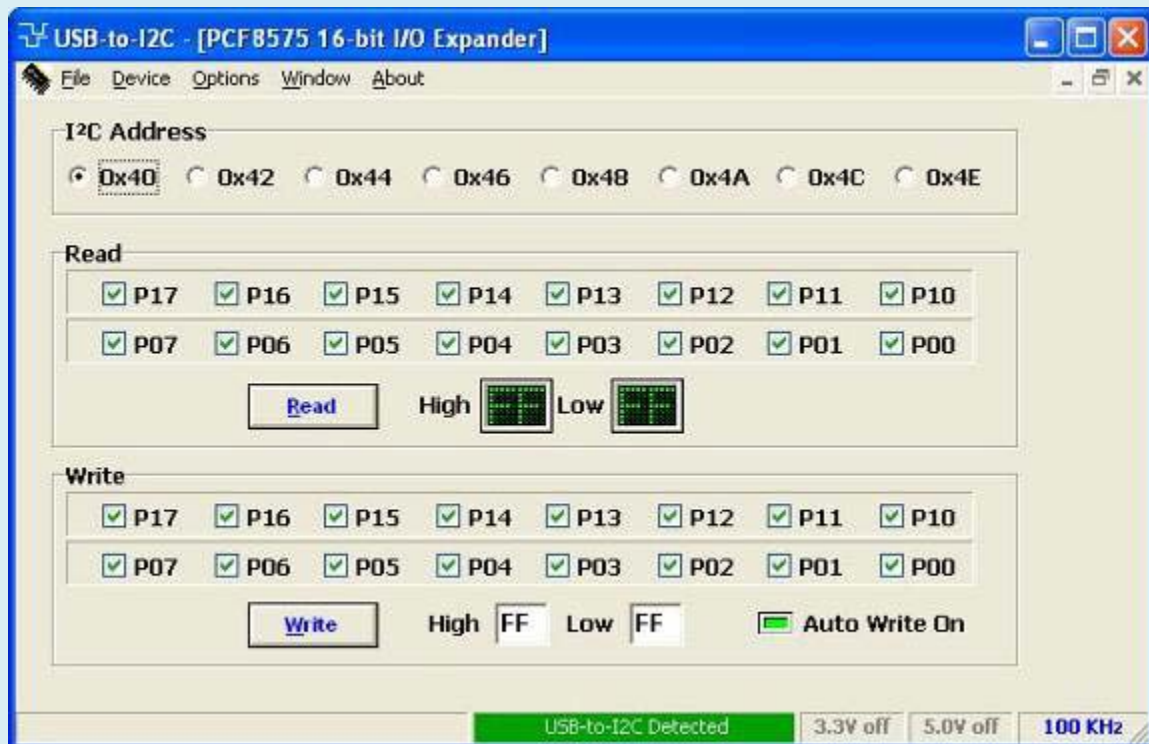 USB-to-I2C - [PCF8575 16-bit I/O Expander]
File Device Options Window About
I²C Address
0x40 0x42 0x44 0x46 0x48 0x4A 0x4C 0x4E
Read
P17 P16 P15 P14 P13 P12 P11 P10
P07 P06 P05 P04 P03 P02 P01 P00
Read High Low
Write
P17 P16 P15 P14 P13 P12 P11 P10
P07 P06 P05 P04 P03 P02 P01 P00
Write High FF Low FF Auto Write On
USB-to-I2C Detected 3.3V off 5.0V off 100 KHz